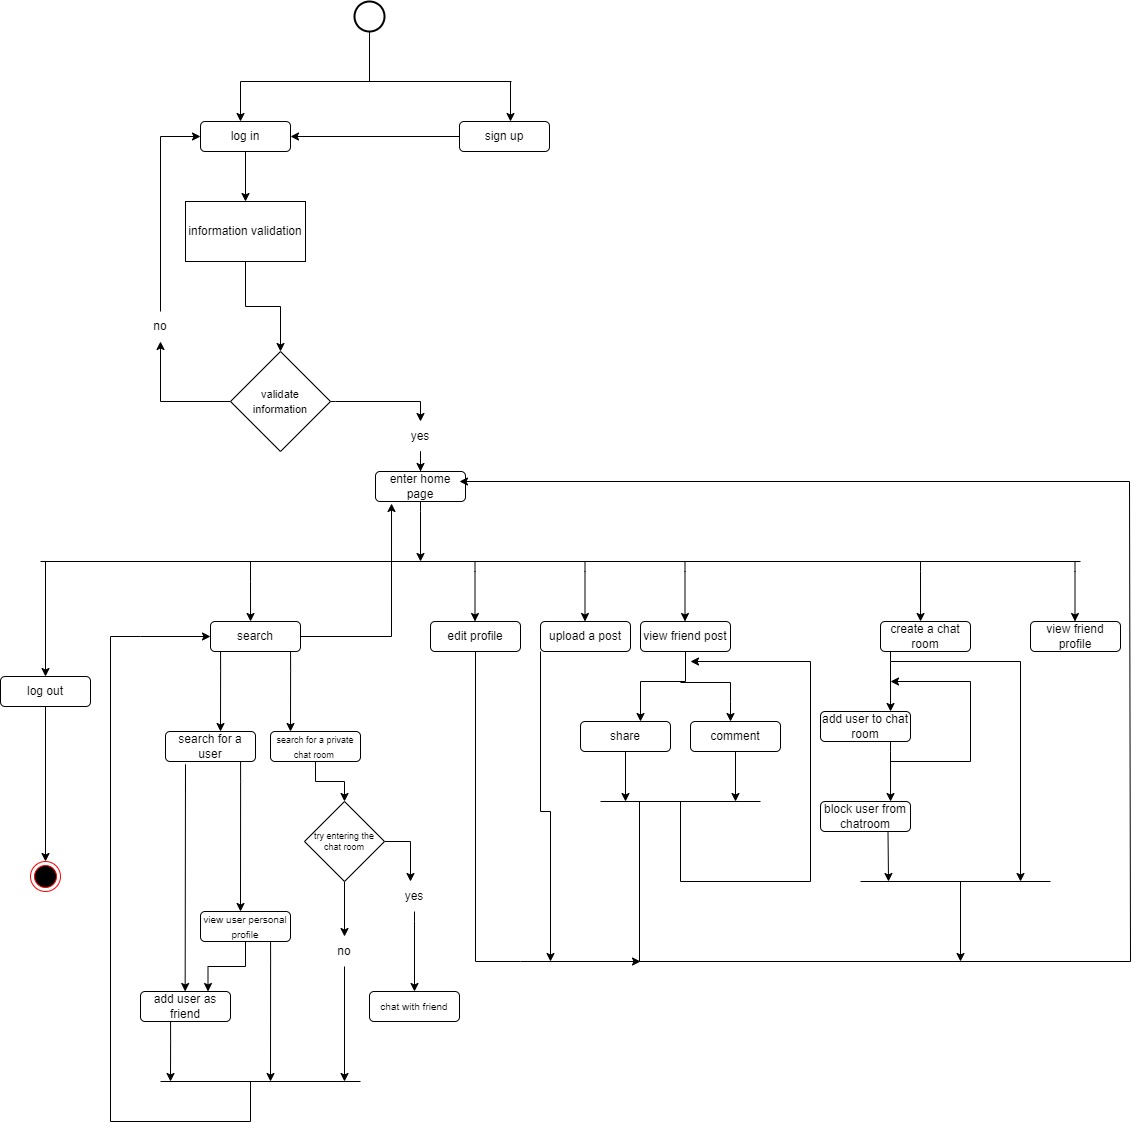 log in
sign up
information validation
no
validate
information
yes
enter home
page
search
edit profile
upload a post
view friend post
create a chat
room
view friend
profile
log out
search for a
user
search for a private
chat room
share
comment
add user to chat
room
block user from
chatroom
try entering the
chat room
yes
view user personal
profile
no
add user as
friend
chat with friend